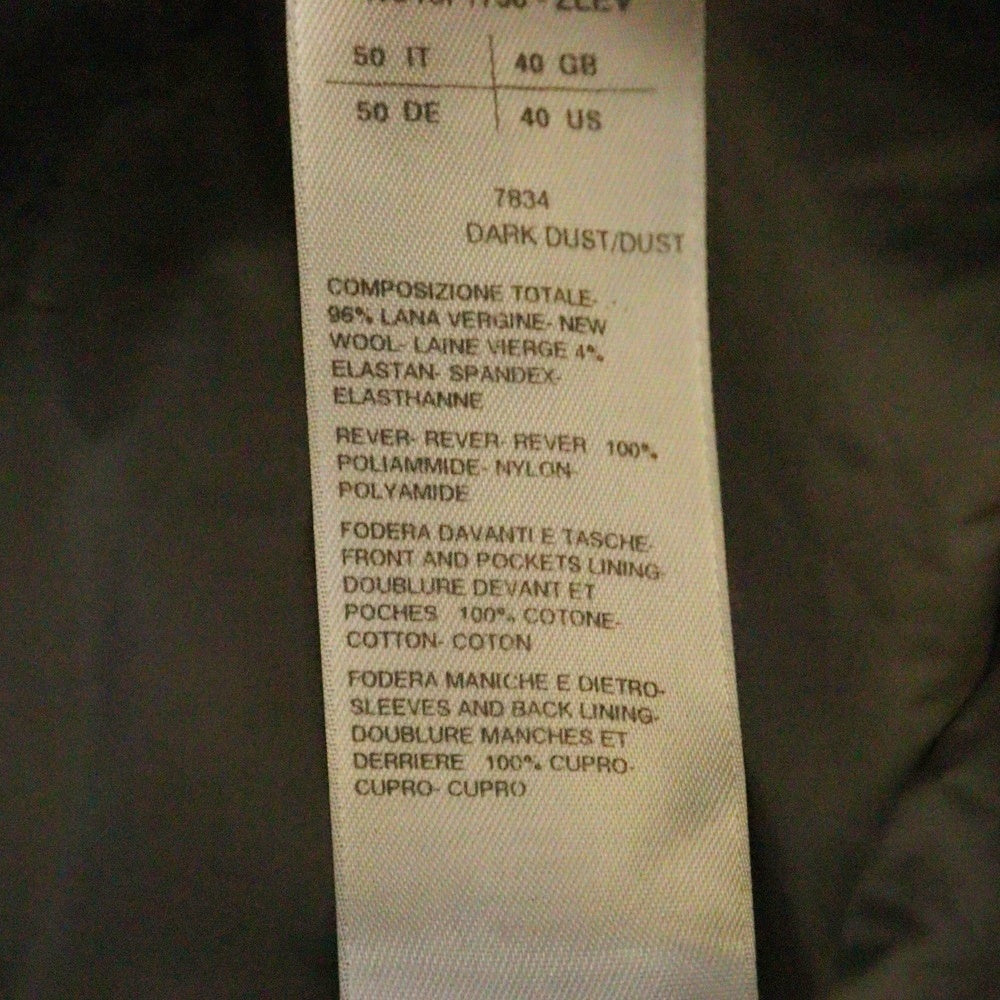 50 IT 40 GB
50 DE 40 US
7834
DARK DUST/DUST
COMPOSIZIONE TOTALE-
96% LANA VERGINE- NEW
WOOL- LAINE VIERGE 4%
ELASTAN- SPANDEX-
ELASTHANNE
REVER- REVER- REVER 100%
POLIAMMIDE- NYLON-
POLYAMIDE
FODERA DAVANTI E TASCHE-
FRONT AND POCKETS LINING-
DOUBLURE DEVANT ET
POCHES 100% COTONE-
COTTON- COTON
FODERA MANICHE E DIETRO-
SLEEVES AND BACK LINING-
DOUBLURE MANCHES ET
DERRIERE 100% CUPRO-
CUPRO- CUPRO